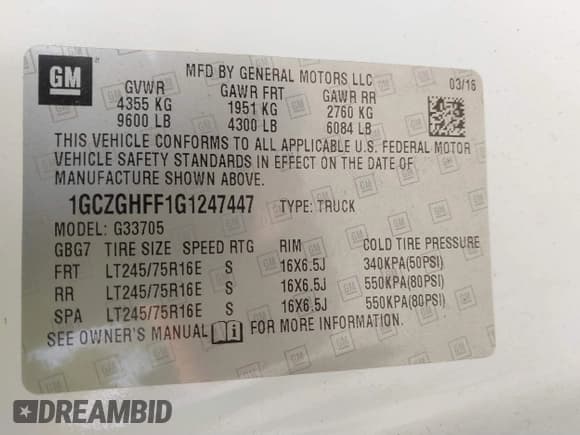 GM
MFD BY GENERAL MOTORS LLC
03/16
GVWR GAWR FRT GAWR RR
4355 KG 1951 KG 2760 KG
9600 LB 4300 LB 6084 LB
THIS VEHICLE CONFORMS TO ALL APPLICABLE U.S. FEDERAL MOTOR
VEHICLE SAFETY STANDARDS IN EFFECT ON THE DATE OF
MANUFACTURE SHOWN ABOVE.
1GCZGHFF1G1247447 TYPE: TRUCK
MODEL: G33705
GBG7 TIRE SIZE SPEED RTG RIM COLD TIRE PRESSURE
FRT LT245/75R16E S 16X6.5J 340KPA(50PSI)
RR LT245/75R16E S 16X6.5J 550KPA(80PSI)
SPA LT245/75R16E S 16X6.5J 550KPA(80PSI)
SEE OWNER'S MANUAL FOR MORE INFORMATION.
DREAMBID